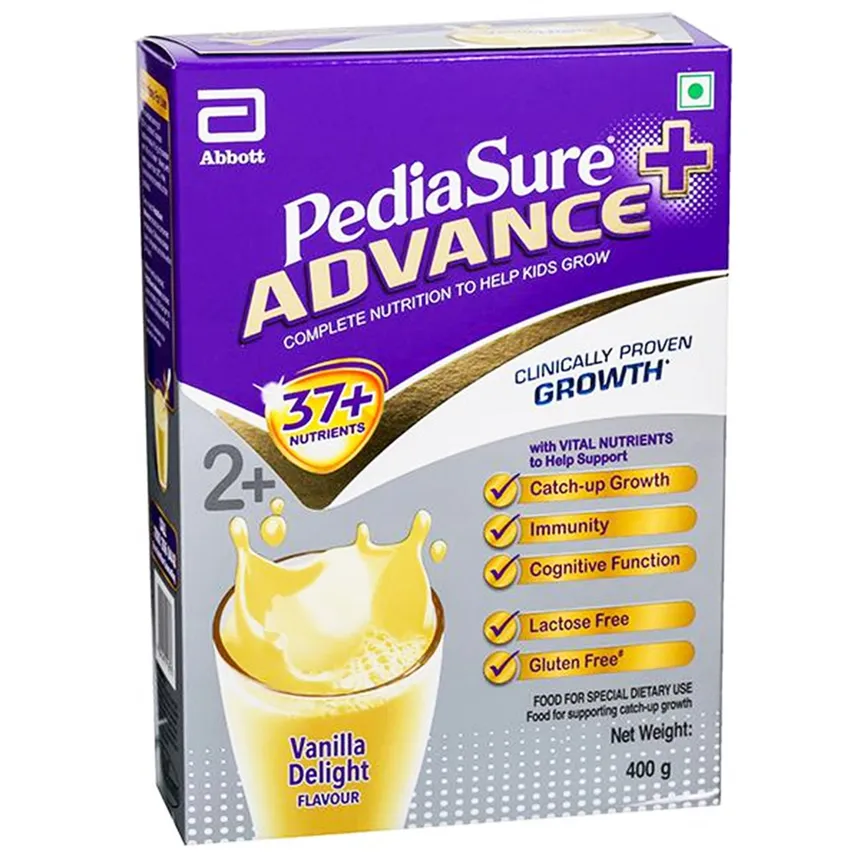 Abbott
PediaSure
ADVANCE+
COMPLETE NUTRITION TO HELP KIDS GROW
37+
NUTRIENTS
CLINICALLY PROVEN
GROWTH*
2+
with VITAL NUTRIENTS
to Help Support
Catch-up Growth
Immunity
Cognitive Function
Lactose Free
Gluten Free#
FOOD FOR SPECIAL DIETARY USE
Food for supporting catch-up growth
Net Weight:
400 g
Vanilla
Delight
FLAVOUR